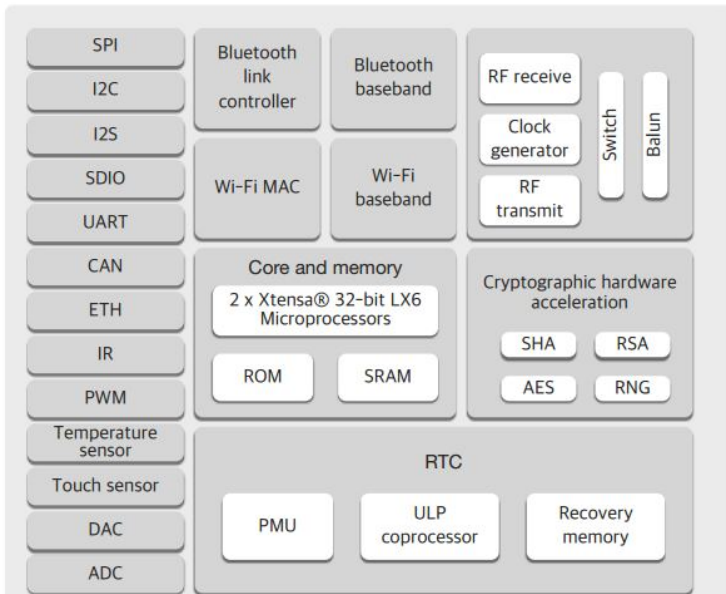 SPI
I2C
I2S
SDIO
UART
CAN
ETH
IR
PWM
Temperature
sensor
Touch sensor
DAC
ADC
Bluetooth
link
controller
Bluetooth
baseband
Wi-Fi MAC
Wi-Fi
baseband
RF receive
Clock
generator
RF
transmit
Switch
Balun
Core and memory
2 x Xtensa® 32-bit LX6
Microprocessors
ROM
SRAM
Cryptographic hardware
acceleration
SHA
RSA
AES
RNG
RTC
PMU
ULP
coprocessor
Recovery
memory